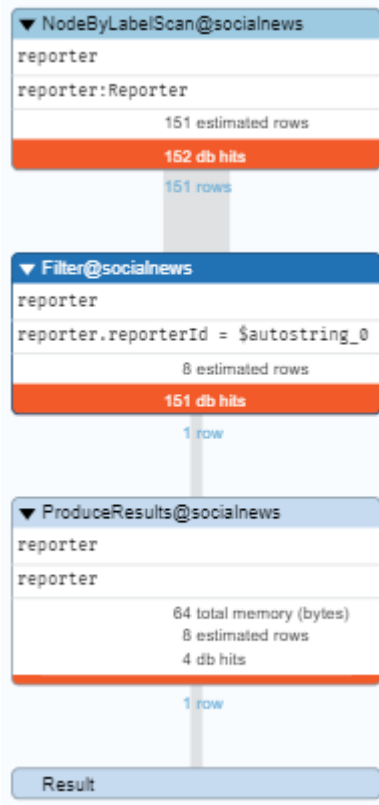 ▼ NodeByLabelScan@socialnews
reporter
reporter:Reporter
151 estimated rows
152 db hits
151 rows
▼ Filter@socialnews
reporter
reporter.reporterId = $autostring_0
8 estimated rows
151 db hits
1 row
▼ ProduceResults@socialnews
reporter
reporter
64 total memory (bytes)
8 estimated rows
4 db hits
1 row
Result